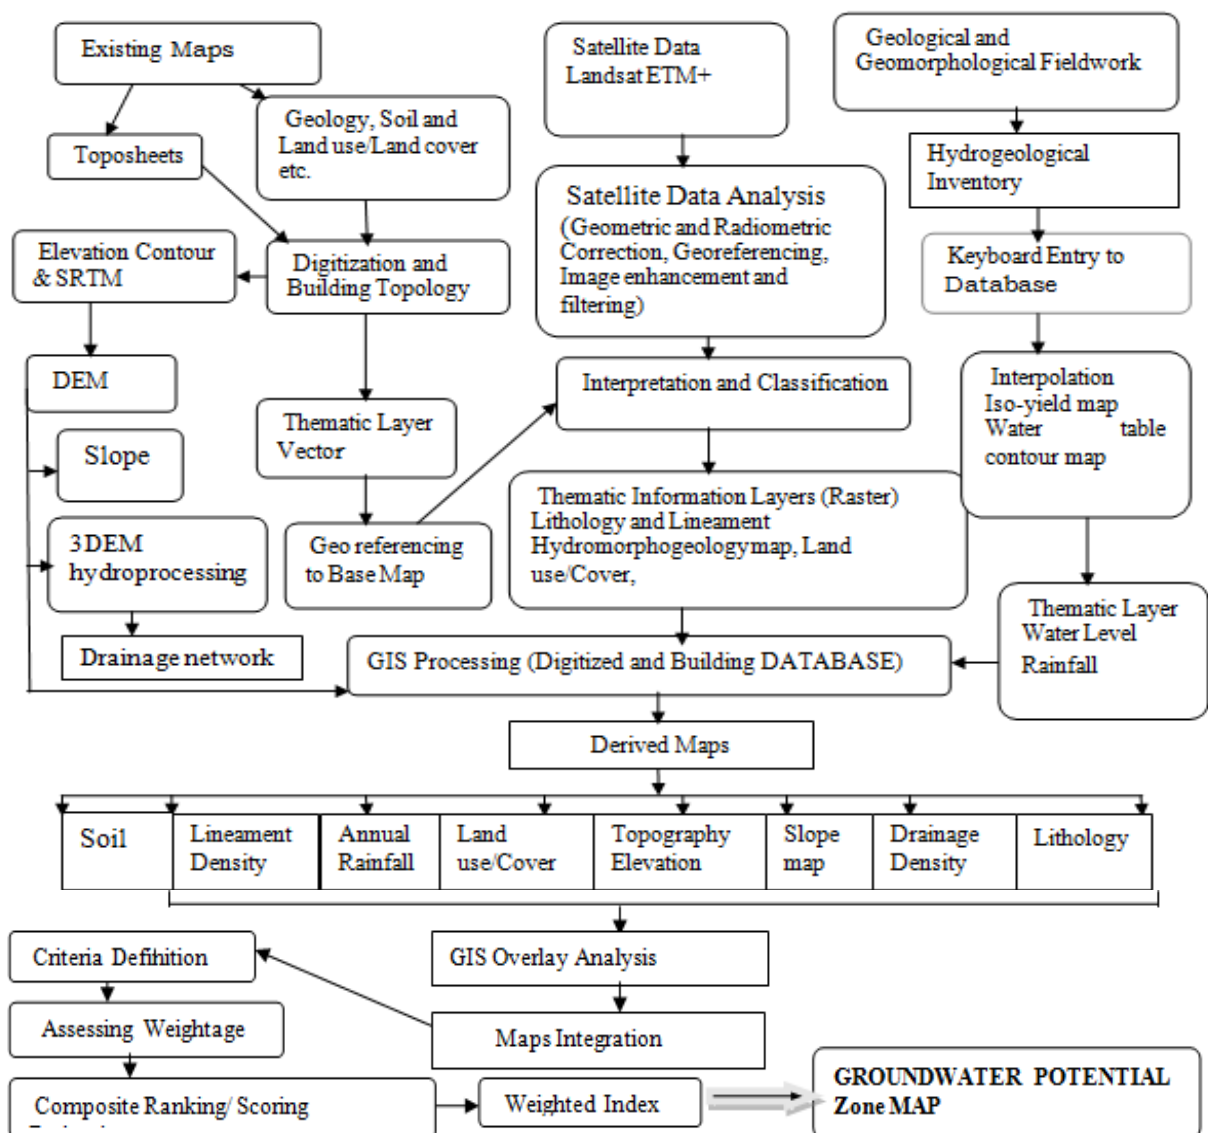 Existing Maps
Satellite Data
Landsat ETM+
Geological and
Geomorphological Fieldwork
Geology, Soil and
Land use/Land cover
etc.
Toposheets
Hydrogeological
Inventory
Satellite Data Analysis
(Geometric and Radiometric
Correction, Georeferencing,
Image enhancement and
filtering)
Elevation Contour
& SRTM
Digitization and
Building Topology
Keyboard Entry to
Database
DEM
Interpretation and Classification
Interpolation
Iso-yield map
Water table
contour map
Thematic Layer
Vector
Slope
Thematic Information Layers (Raster)
Lithology and Lineament
Hydromorphogeology map, Land
use/Cover,
3DEM
hydroprocessing
Geo referencing
to Base Map
Thematic Layer
Water Level
Rainfall
Drainage network
GIS Processing (Digitized and Building DATABASE)
Derived Maps
Soil
Lineament
Density
Annual
Rainfall
Land
use/Cover
Topography
Elevation
Slope
map
Drainage
Density
Lithology
Criteria Definition
GIS Overlay Analysis
Assessing Weightage
Maps Integration
Composite Ranking/ Scoring
Weighted Index
GROUNDWATER POTENTIAL
Zone MAP